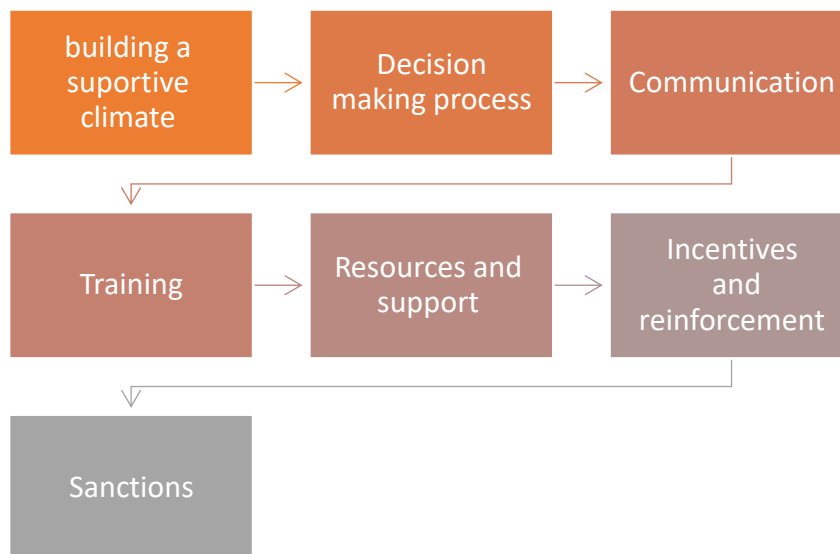 building a
suportive
climate
Decision
making process
Communication
Training
Resources and
support
Incentives
and
reinforcement
Sanctions